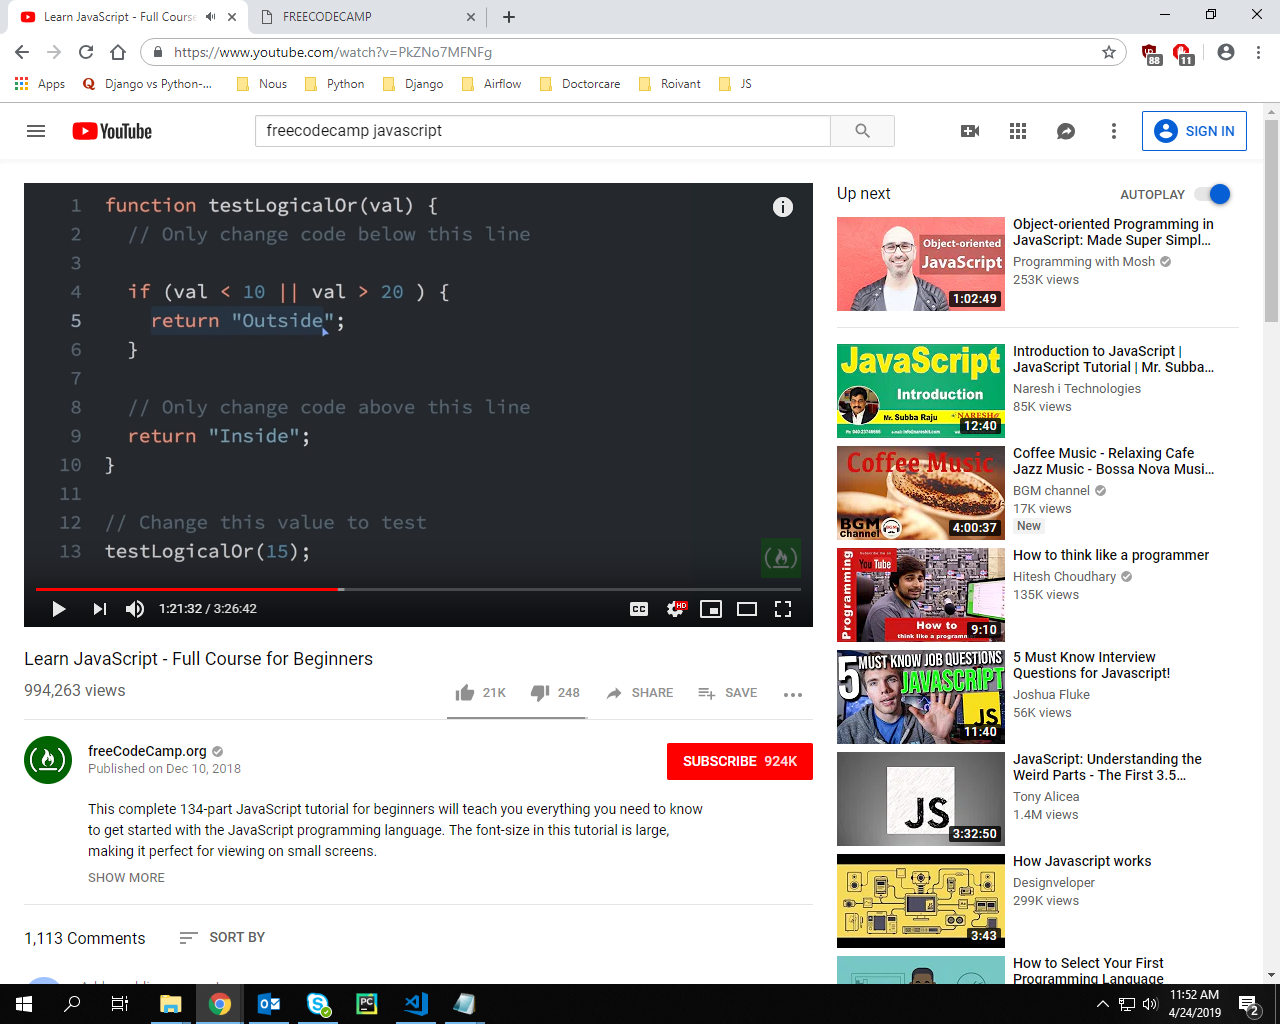 Learn JavaScript - Full Course
FREECODECAMP
https://www.youtube.com/watch?v=PkZNo7MFNFg
88
11
Apps
Django vs Python-...
Nous
Python
Django
Airflow
Doctorcare
Roivant
JS
YouTube
freecodecamp javascript
SIGN IN
1 function testLogicalOr(val) {
2 // Only change code below this line
3
4 if (val < 10 || val > 20 ) {
5 return "Outside";
6 }
7
8 // Only change code above this line
9 return "Inside";
10 }
11
12 // Change this value to test
13 testLogicalOr(15);
1:21:32 / 3:26:42
CC
HD
Learn JavaScript - Full Course for Beginners
994,263 views
21K
248
SHARE
SAVE
freeCodeCamp.org
Published on Dec 10, 2018
SUBSCRIBE 924K
This complete 134-part JavaScript tutorial for beginners will teach you everything you need to know
to get started with the JavaScript programming language. The font-size in this tutorial is large,
making it perfect for viewing on small screens.
SHOW MORE
1,113 Comments
SORT BY
Up next
AUTOPLAY
Object-oriented
JavaScript
1:02:49
Object-oriented Programming in
JavaScript: Made Super Simpl...
Programming with Mosh
253K views
JavaScript
Introduction
Mr. Subba Raju
NARESH
12:40
Introduction to JavaScript |
JavaScript Tutorial | Mr. Subba...
Naresh i Technologies
85K views
Coffee Music
BGM
channel
4:00:37
Coffee Music - Relaxing Cafe
Jazz Music - Bossa Nova Musi...
BGM channel
17K views
New
Programming
YouTube
How to
think like a programm
9:10
How to think like a programmer
Hitesh Choudhary
135K views
5 MUST KNOW JOB QUESTIONS
JAVASCRIPT
JS
11:40
5 Must Know Interview
Questions for Javascript!
Joshua Fluke
56K views
JS
3:32:50
JavaScript: Understanding the
Weird Parts - The First 3.5...
Tony Alicea
1.4M views
3:43
How Javascript works
Designveloper
299K views
How to Select Your First
Programming Language
PC
11:52 AM
4/24/2019
2